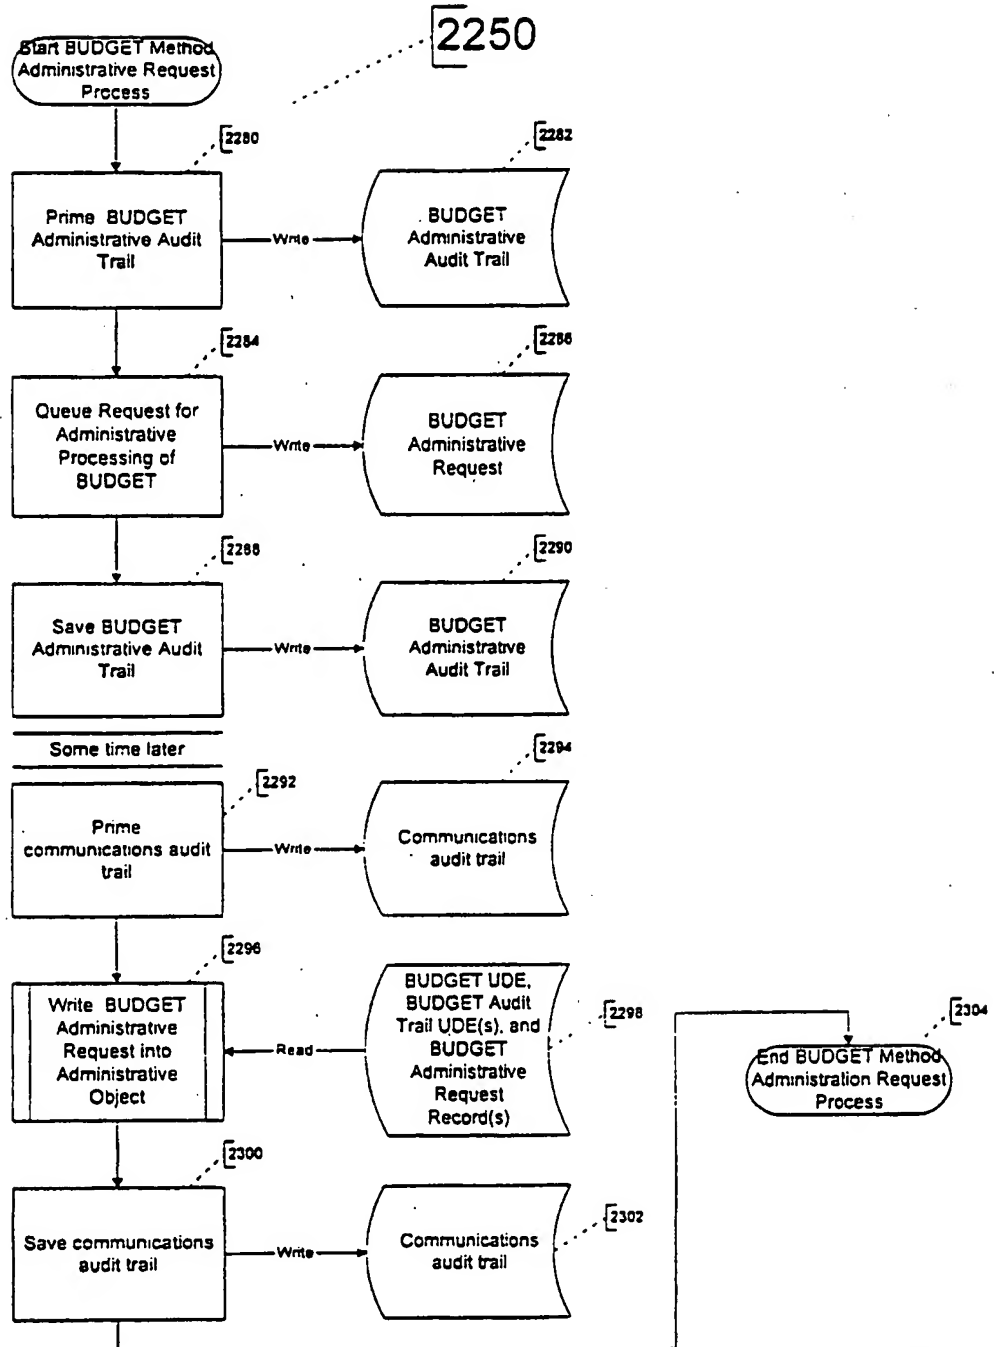 2250
Start BUDGET Method
Administrative Request
Process
2280
2282
Prime BUDGET
Administrative Audit
Trail
Write
BUDGET
Administrative
Audit Trail
2284
2286
Queue Request for
Administrative
Processing of
BUDGET
Write
BUDGET
Administrative
Request
2288
2290
Save BUDGET
Administrative Audit
Trail
Write
BUDGET
Administrative
Audit Trail
Some time later
2292
2294
Prime
communications audit
trail
Write
Communications
audit trail
2296
2298
Write BUDGET
Administrative
Request into
Administrative
Object
Read
BUDGET UDE,
BUDGET Audit
Trail UDE(s), and
BUDGET
Administrative
Request
Record(s)
2304
End BUDGET Method
Administration Request
Process
2300
2302
Save communications
audit trail
Write
Communications
audit trail